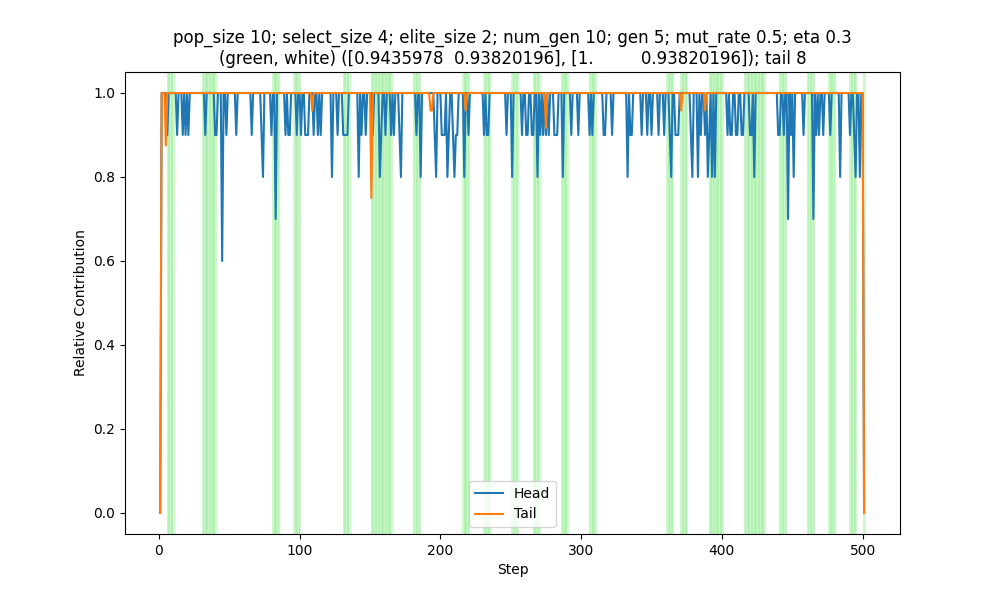 pop_size 10; select_size 4; elite_size 2; num_gen 10; gen 5; mut_rate 0.5; eta 0.3
(green, white) ([0.9435978  0.93820196], [1.         0.93820196]); tail 8
1.0
0.8
0.6
0.4
0.2
0.0
Relative Contribution
Head
Tail
0
100
200
300
400
500
Step